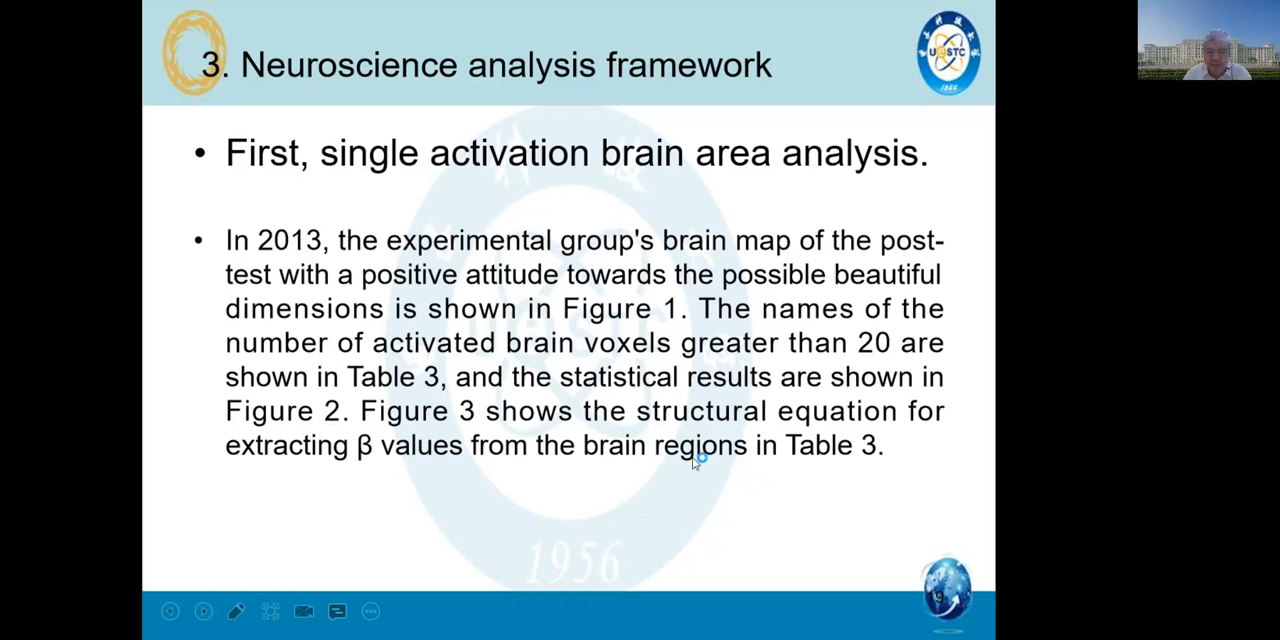 3. Neuroscience analysis framework
UESTC
1956
• First, single activation brain area analysis.
• In 2013, the experimental group's brain map of the post-
test with a positive attitude towards the possible beautiful
dimensions is shown in Figure 1. The names of the
number of activated brain voxels greater than 20 are
shown in Table 3, and the statistical results are shown in
Figure 2. Figure 3 shows the structural equation for
extracting β values from the brain regions in Table 3.
1956
19